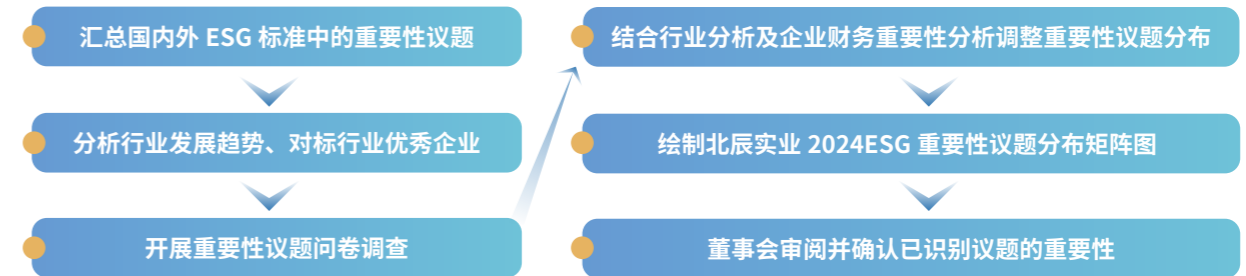 汇总国内外 ESG 标准中的重要性议题
分析行业发展趋势、对标行业优秀企业
开展重要性议题问卷调查
结合行业分析及企业财务重要性分析调整重要性议题分布
绘制北辰实业 2024ESG 重要性议题分布矩阵图
董事会审阅并确认已识别议题的重要性